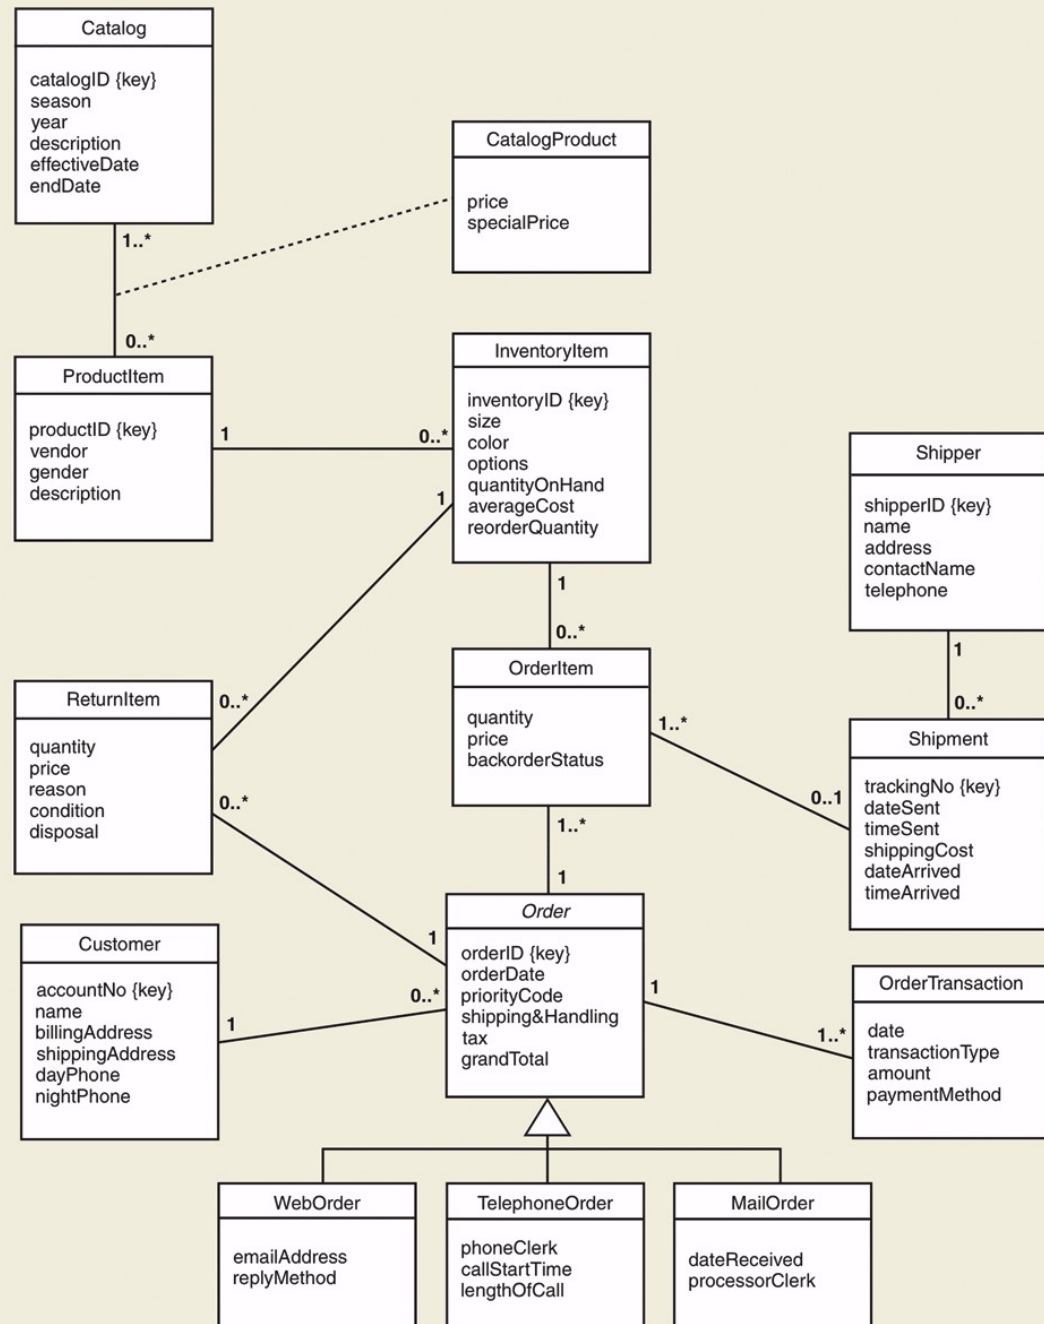 Catalog
catalogID {key}
season
year
description
effectiveDate
endDate
CatalogProduct
price
specialPrice
1..*
0..*
ProductItem
productID {key}
vendor
gender
description
1
0..*
InventoryItem
inventoryID {key}
size
color
options
quantityOnHand
averageCost
reorderQuantity
1
1
0..*
Shipper
shipperID {key}
name
address
contactName
telephone
1
0..*
ReturnItem
quantity
price
reason
condition
disposal
0..*
0..*
OrderItem
quantity
price
backorderStatus
1..*
0..1
Shipment
trackingNo {key}
dateSent
timeSent
shippingCost
dateArrived
timeArrived
1..*
1
Order
orderID {key}
orderDate
priorityCode
shipping&Handling
tax
grandTotal
1
0..*
Customer
accountNo {key}
name
billingAddress
shippingAddress
dayPhone
nightPhone
1
1
1..*
OrderTransaction
date
transactionType
amount
paymentMethod
WebOrder
emailAddress
replyMethod
TelephoneOrder
phoneClerk
callStartTime
lengthOfCall
MailOrder
dateReceived
processorClerk